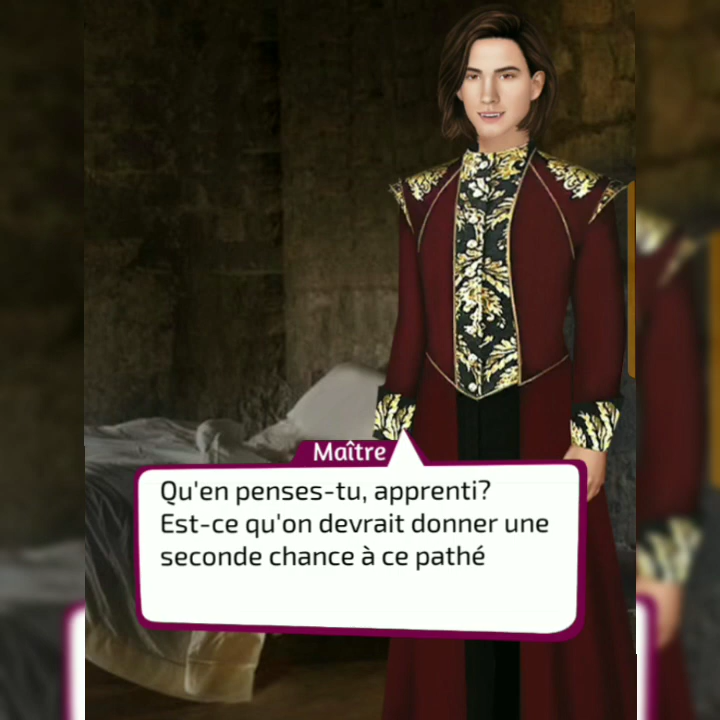 Maître
Qu'en penses-tu, apprenti?
Est-ce qu'on devrait donner une
seconde chance à ce pathé